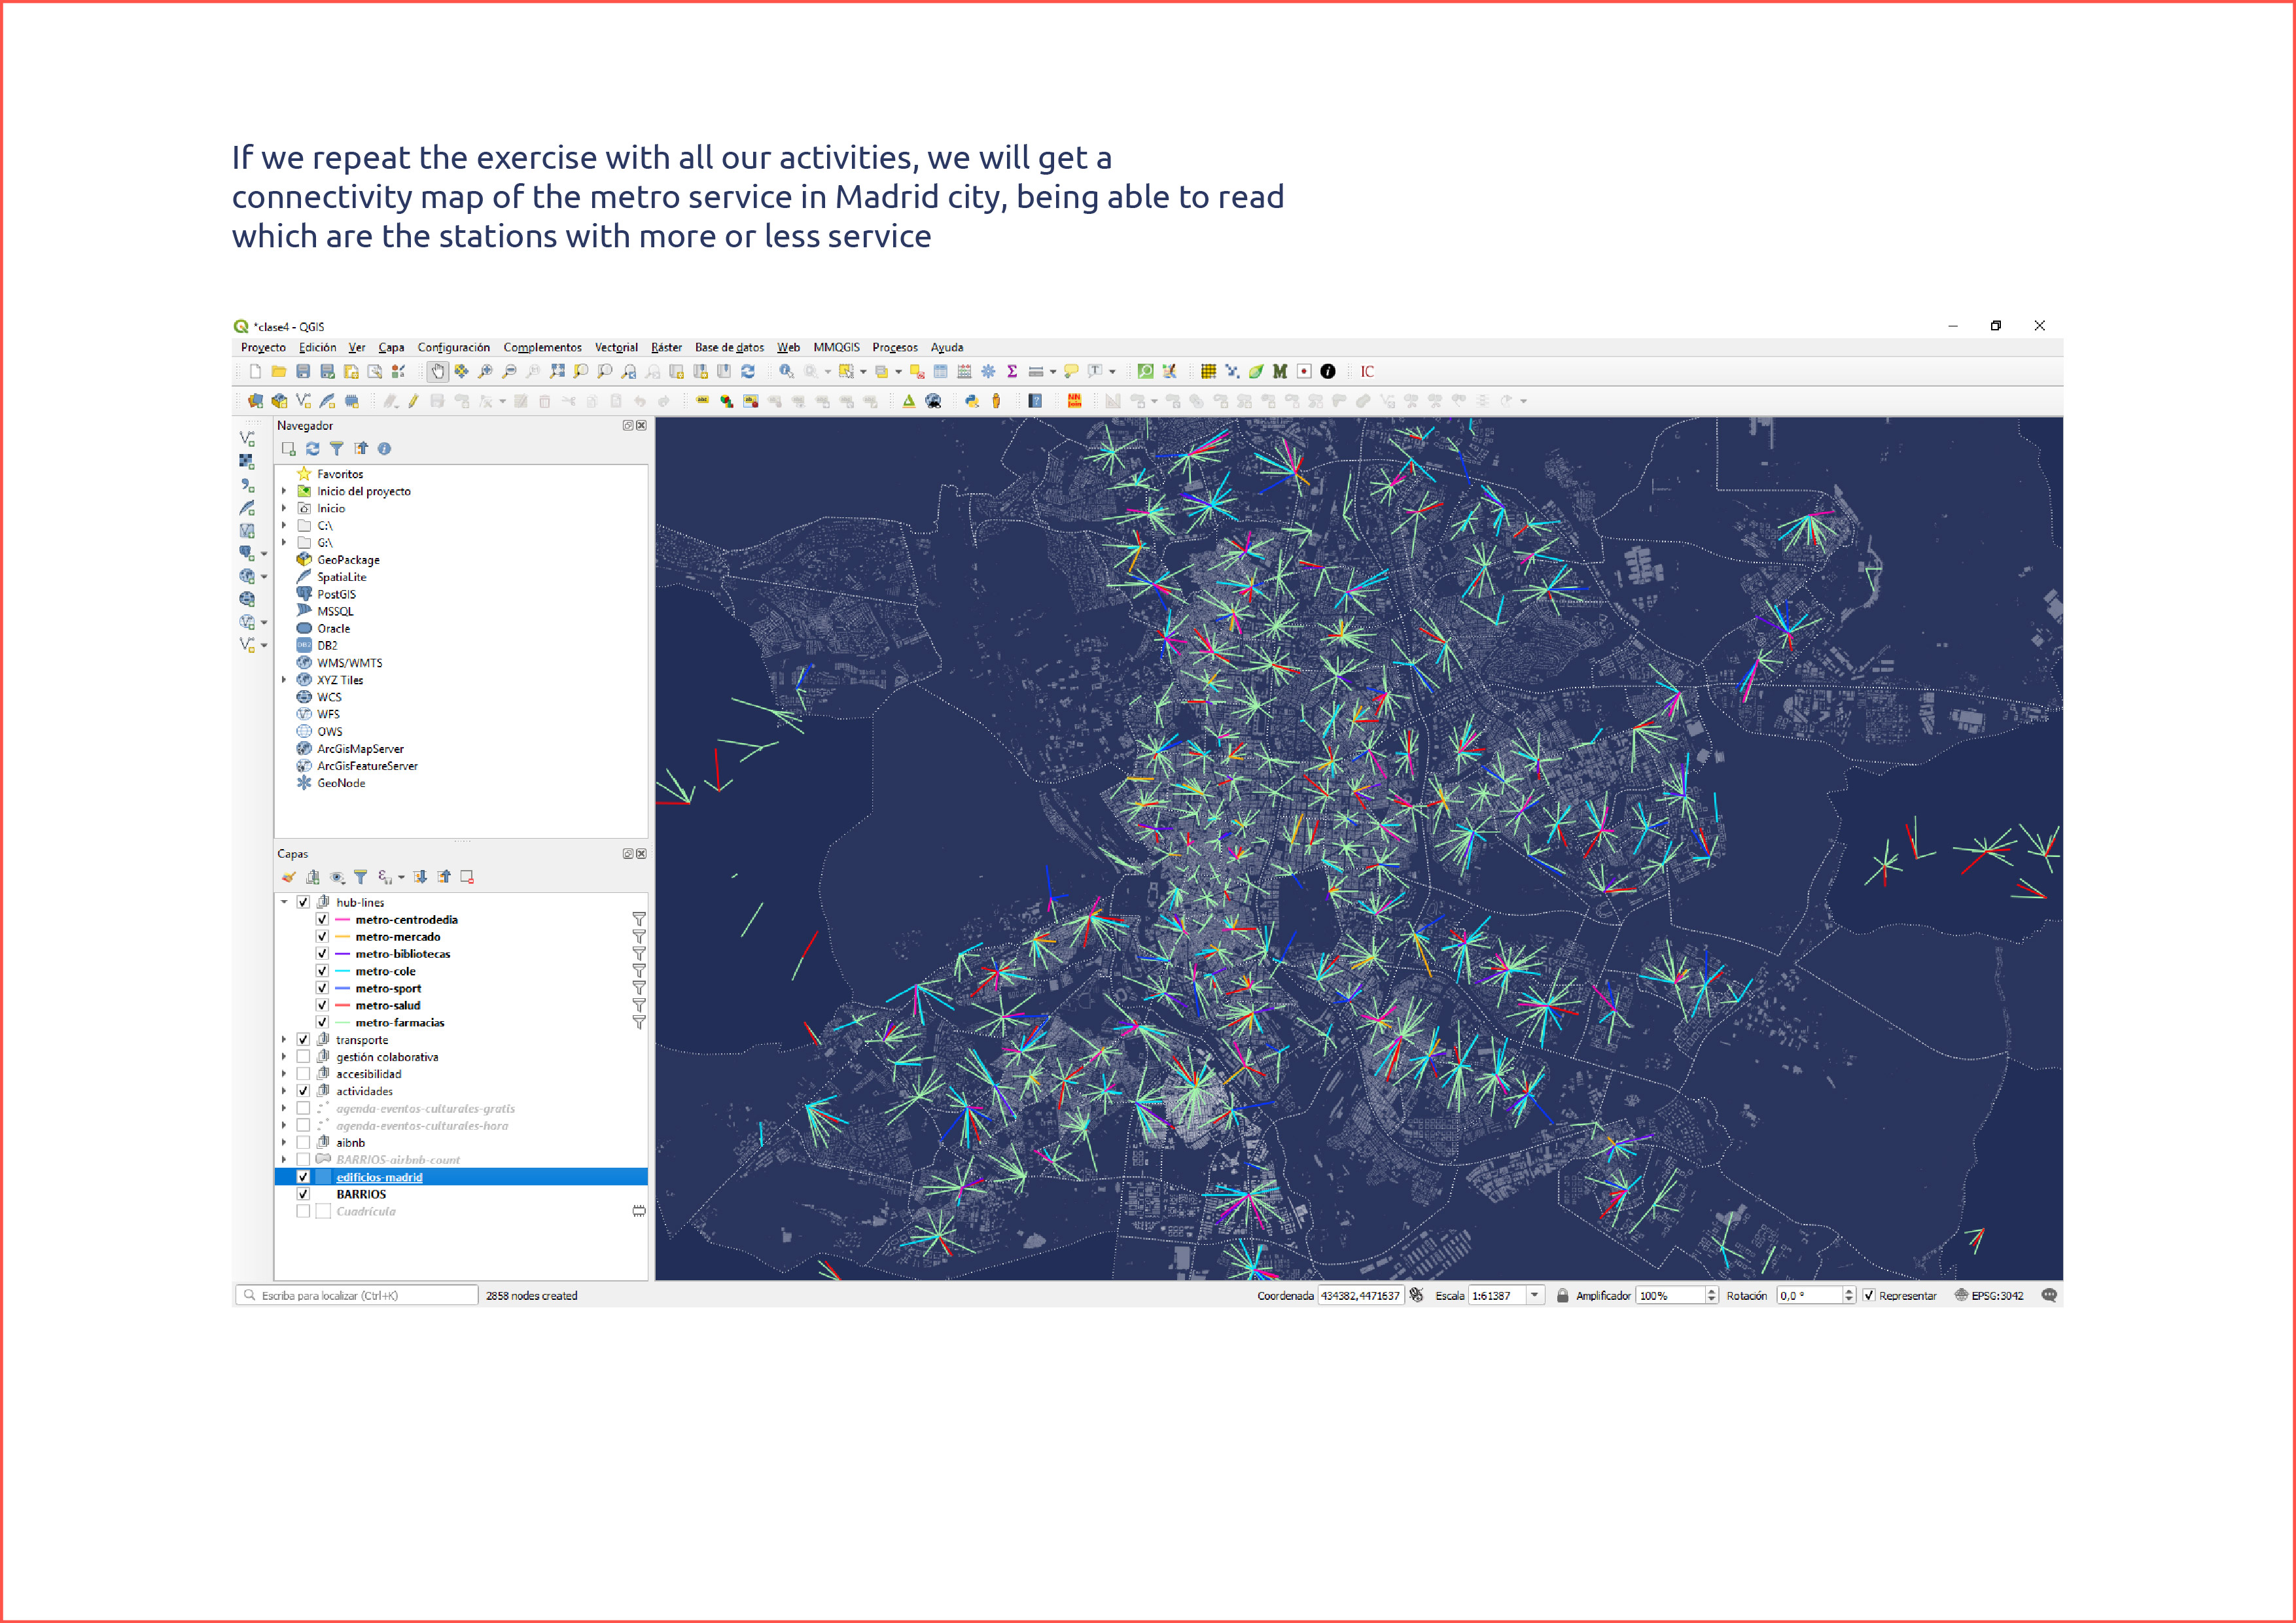 If we repeat the exercise with all our activities, we will get a
connectivity map of the metro service in Madrid city, being able to read
which are the stations with more or less service
*clase4 - QGIS
Proyecto Edición Ver Capa Configuración Complementos Vectorial Ráster Base de datos Web MMQGIS Procesos Ayuda
IC
Navegador
Favoritos
Inicio del proyecto
Inicio
C:\
G:\
GeoPackage
SpatiaLite
PostGIS
MSSQL
Oracle
DB2
WMS/WMTS
XYZ Tiles
WCS
WFS
OWS
ArcGisMapServer
ArcGisFeatureServer
GeoNode
Capas
hub-lines
metro-centrodedia
metro-mercado
metro-bibliotecas
metro-cole
metro-sport
metro-salud
metro-farmacias
transporte
gestión colaborativa
accesibilidad
actividades
agenda-eventos-culturales-gratis
agenda-eventos-culturales-hora
aibnb
BARRIOS-airbnb-count
edificios-madrid
BARRIOS
Cuadrícula
Escriba para localizar (Ctrl+K) 2858 nodes created Coordenada 434382,4471637 Escala 1:61387 Amplificador 100% Rotación 0,0 ° Representar EPSG:3042